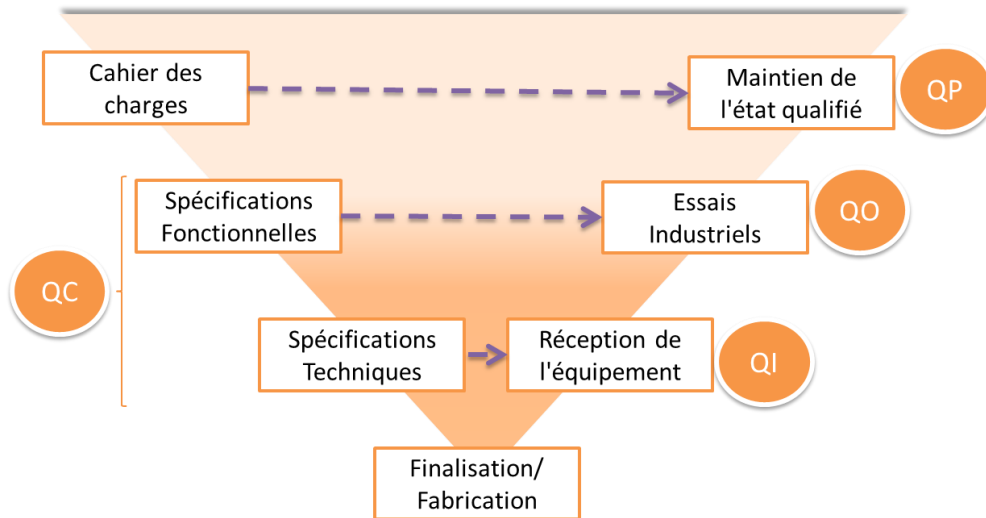 Cahier des
charges
Maintien de
l'état qualifié
QP
Spécifications
Fonctionnelles
Essais
Industriels
QO
QC
Spécifications
Techniques
Réception de
l'équipement
QI
Finalisation/
Fabrication